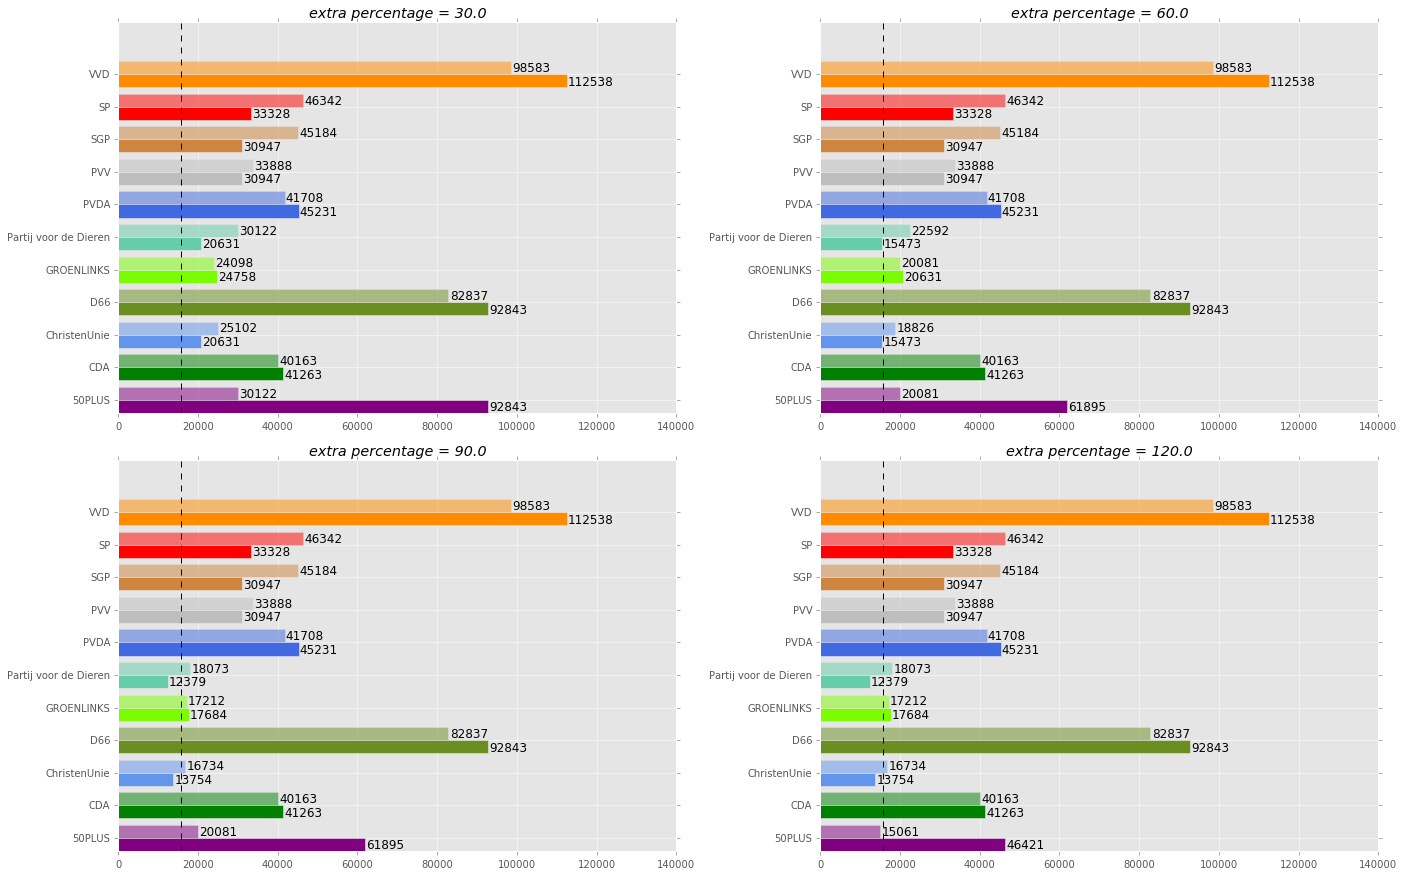 extra percentage = 30.0
VVD
98583
112538
SP
46342
33328
SGP
45184
30947
PVV
33888
30947
PVDA
41708
45231
Partij voor de Dieren
30122
20631
GROENLINKS
24098
24758
D66
82837
92843
ChristenUnie
25102
20631
CDA
40163
41263
50PLUS
30122
92843
0 20000 40000 60000 80000 100000 120000 140000
extra percentage = 60.0
VVD
98583
112538
SP
46342
33328
SGP
45184
30947
PVV
33888
30947
PVDA
41708
45231
Partij voor de Dieren
22592
15473
GROENLINKS
20081
20631
D66
82837
92843
ChristenUnie
18826
15473
CDA
40163
41263
50PLUS
20081
61895
0 20000 40000 60000 80000 100000 120000 140000
extra percentage = 90.0
VVD
98583
112538
SP
46342
33328
SGP
45184
30947
PVV
33888
30947
PVDA
41708
45231
Partij voor de Dieren
18073
12379
GROENLINKS
17212
17684
D66
82837
92843
ChristenUnie
16734
13754
CDA
40163
41263
50PLUS
20081
61895
0 20000 40000 60000 80000 100000 120000 140000
extra percentage = 120.0
VVD
98583
112538
SP
46342
33328
SGP
45184
30947
PVV
33888
30947
PVDA
41708
45231
Partij voor de Dieren
18073
12379
GROENLINKS
17212
17684
D66
82837
92843
ChristenUnie
16734
13754
CDA
40163
41263
50PLUS
15061
46421
0 20000 40000 60000 80000 100000 120000 140000